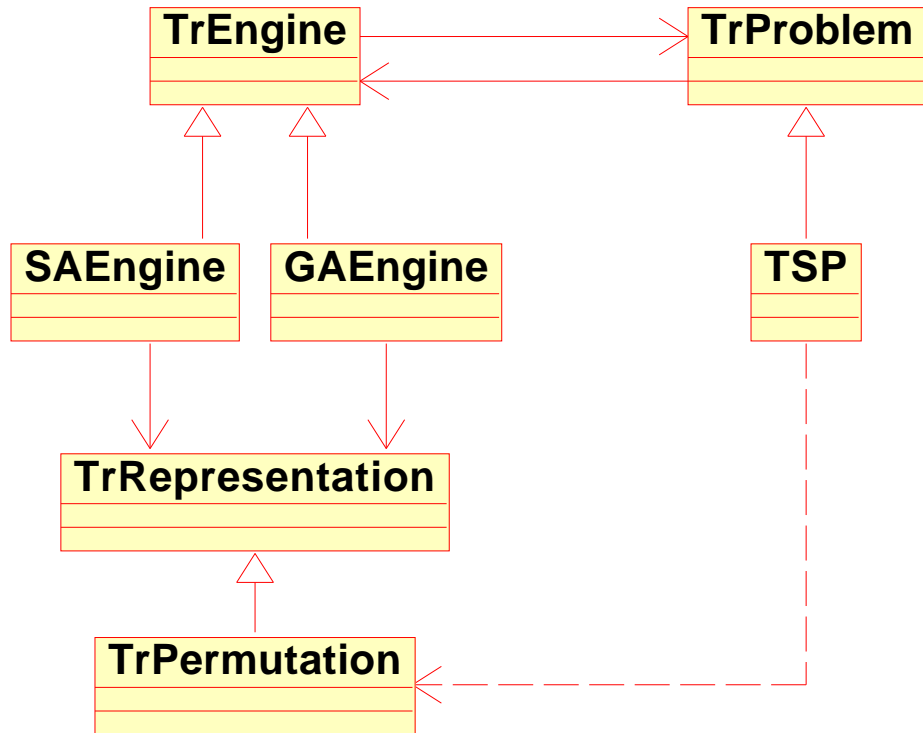 TrEngine
TrProblem
SAEngine
GAEngine
TSP
TrRepresentation
TrPermutation